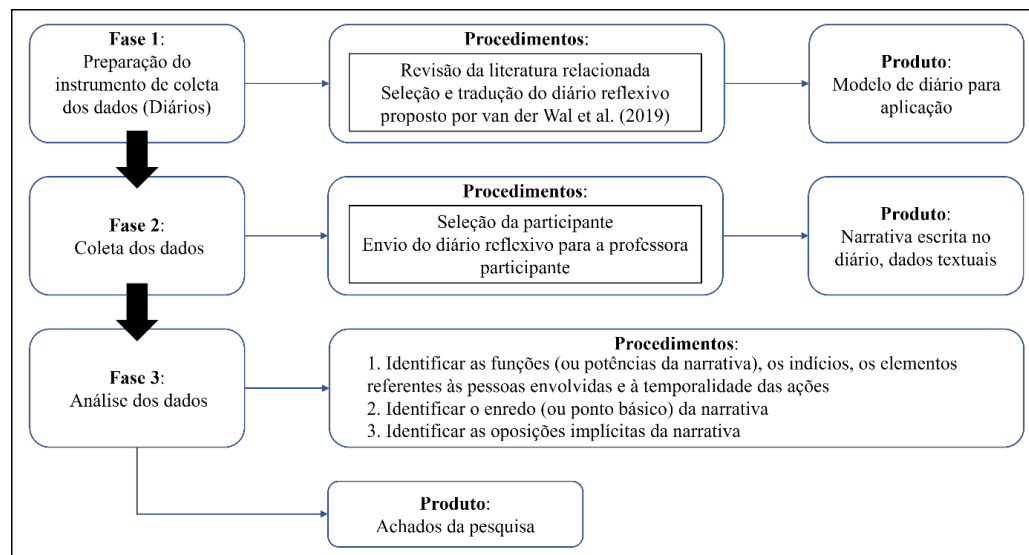 Fase 1:
Preparação do
instrumento de coleta
dos dados (Diários)
Procedimentos:
Revisão da literatura relacionada
Seleção e tradução do diário reflexivo
proposto por van der Wal et al. (2019)
Produto:
Modelo de diário para
aplicação
Fase 2:
Coleta dos dados
Procedimentos:
Seleção da participante
Envio do diário reflexivo para a professora
participante
Produto:
Narrativa escrita no
diário, dados textuais
Fase 3:
Análise dos dados
Procedimentos:
1. Identificar as funções (ou potências da narrativa), os indícios, os elementos
referentes às pessoas envolvidas e à temporalidade das ações
2. Identificar o enredo (ou ponto básico) da narrativa
3. Identificar as oposições implícitas da narrativa
Produto:
Achados da pesquisa